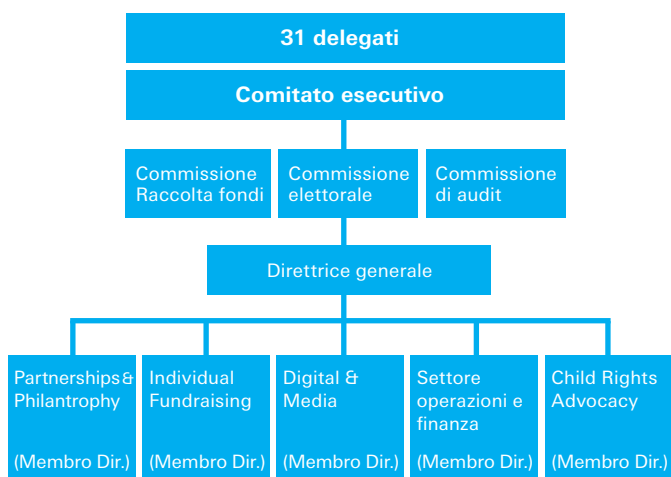 31 delegati
Comitato esecutivo
Commissione
Raccolta fondi
Commissione
elettorale
Commissione
di audit
Direttrice generale
Partnerships &
Philantrophy
(Membro Dir.)
Individual
Fundraising
(Membro Dir.)
Digital &
Media
(Membro Dir.)
Settore
operazioni e
finanza
(Membro Dir.)
Child Rights
Advocacy
(Membro Dir.)